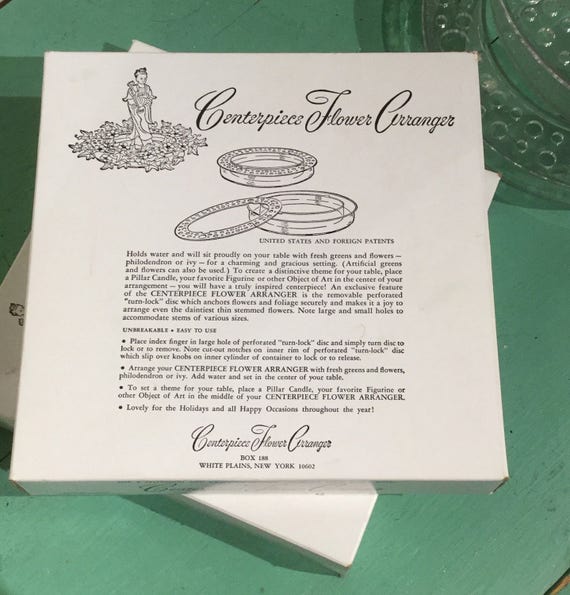 Centerpiece Flower Arranger
UNITED STATES AND FOREIGN PATENTS
Holds water and will sit proudly on your table with fresh greens and flowers—
philodendron or ivy — for a charming and gracious setting. (Artificial greens
and flowers can also be used.) To create a distinctive theme for your table, place
a Pillar Candle, your favorite Figurine or other Object of Art in the center of your
arrangement — you will have a truly inspired centerpiece! An exclusive feature
of the CENTERPIECE FLOWER ARRANGER is the removable perforated
"turn-lock" disc which anchors flowers and foliage securely and makes it a joy to
arrange even the daintiest thin stemmed flowers. Note large and small holes to
accommodate stems of various sizes.
UNBREAKABLE • EASY TO USE
• Place index finger in large hole of perforated "turn-lock" disc and simply turn disc to
lock or to remove. Note cut-out notches on inner rim of perforated "turn-lock" disc
which slip over knobs on inner cylinder of container to lock or to release.
• Arrange your CENTERPIECE FLOWER ARRANGER with fresh greens and flowers,
philodendron or ivy. Add water and set in the center of your table.
• To set a theme for your table, place a Pillar Candle, your favorite Figurine or
other Object of Art in the middle of your CENTERPIECE FLOWER ARRANGER.
• Lovely for the Holidays and all Happy Occasions throughout the year!
Centerpiece Flower Arranger
BOX 188
WHITE PLAINS, NEW YORK 10602